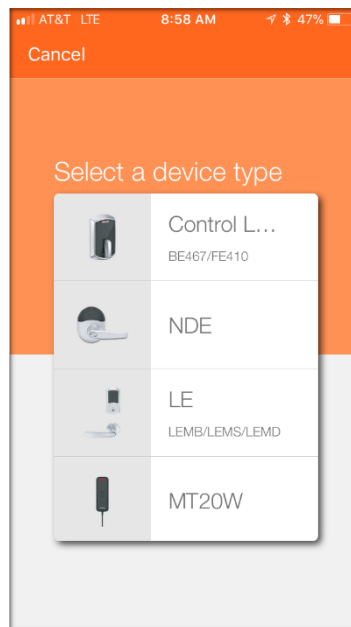 AT&T LTE 8:58 AM 47%
Cancel
Select a device type
Control L...
BE467/FE410
NDE
LE
LEMB/LEMS/LEMD
MT20W